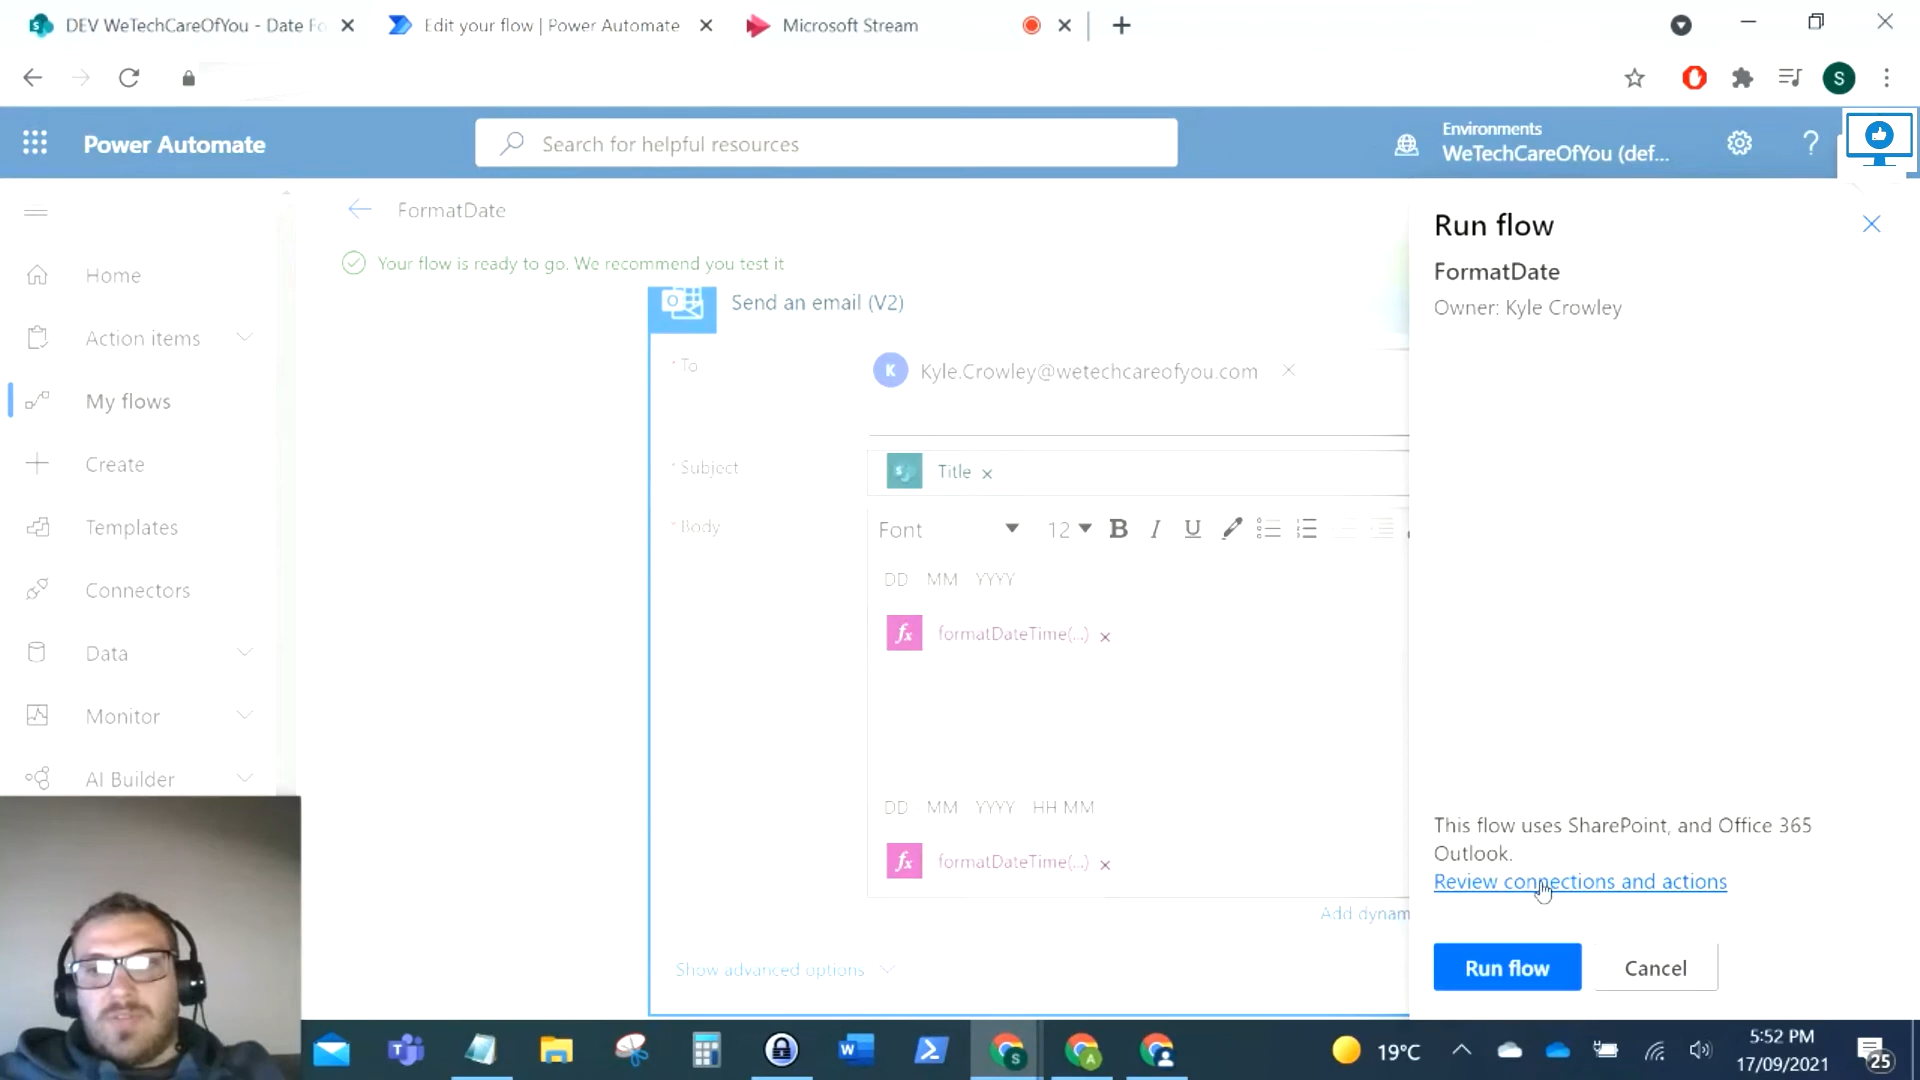 DEV WeTechCareOfYou - Date Fo
Edit your flow | Power Automate
Microsoft Stream
S
Power Automate
Search for helpful resources
Environments
WeTechCareOfYou (def...
?
FormatDate
Your flow is ready to go. We recommend you test it
Home
Action items
My flows
Create
Templates
Connectors
Data
Monitor
AI Builder
Send an email (V2)
* To
K
Kyle.Crowley@wetechcareofyou.com
* Subject
Title
* Body
Font
12
B I U
DD MM YYYY
fx
formatDateTime(...)
DD MM YYYY HH MM
fx
formatDateTime(...)
Add dynam
Show advanced options
Run flow
FormatDate
Owner: Kyle Crowley
This flow uses SharePoint, and Office 365
Outlook.
Review connections and actions
Run flow
Cancel
19°C
5:52 PM
17/09/2021
25